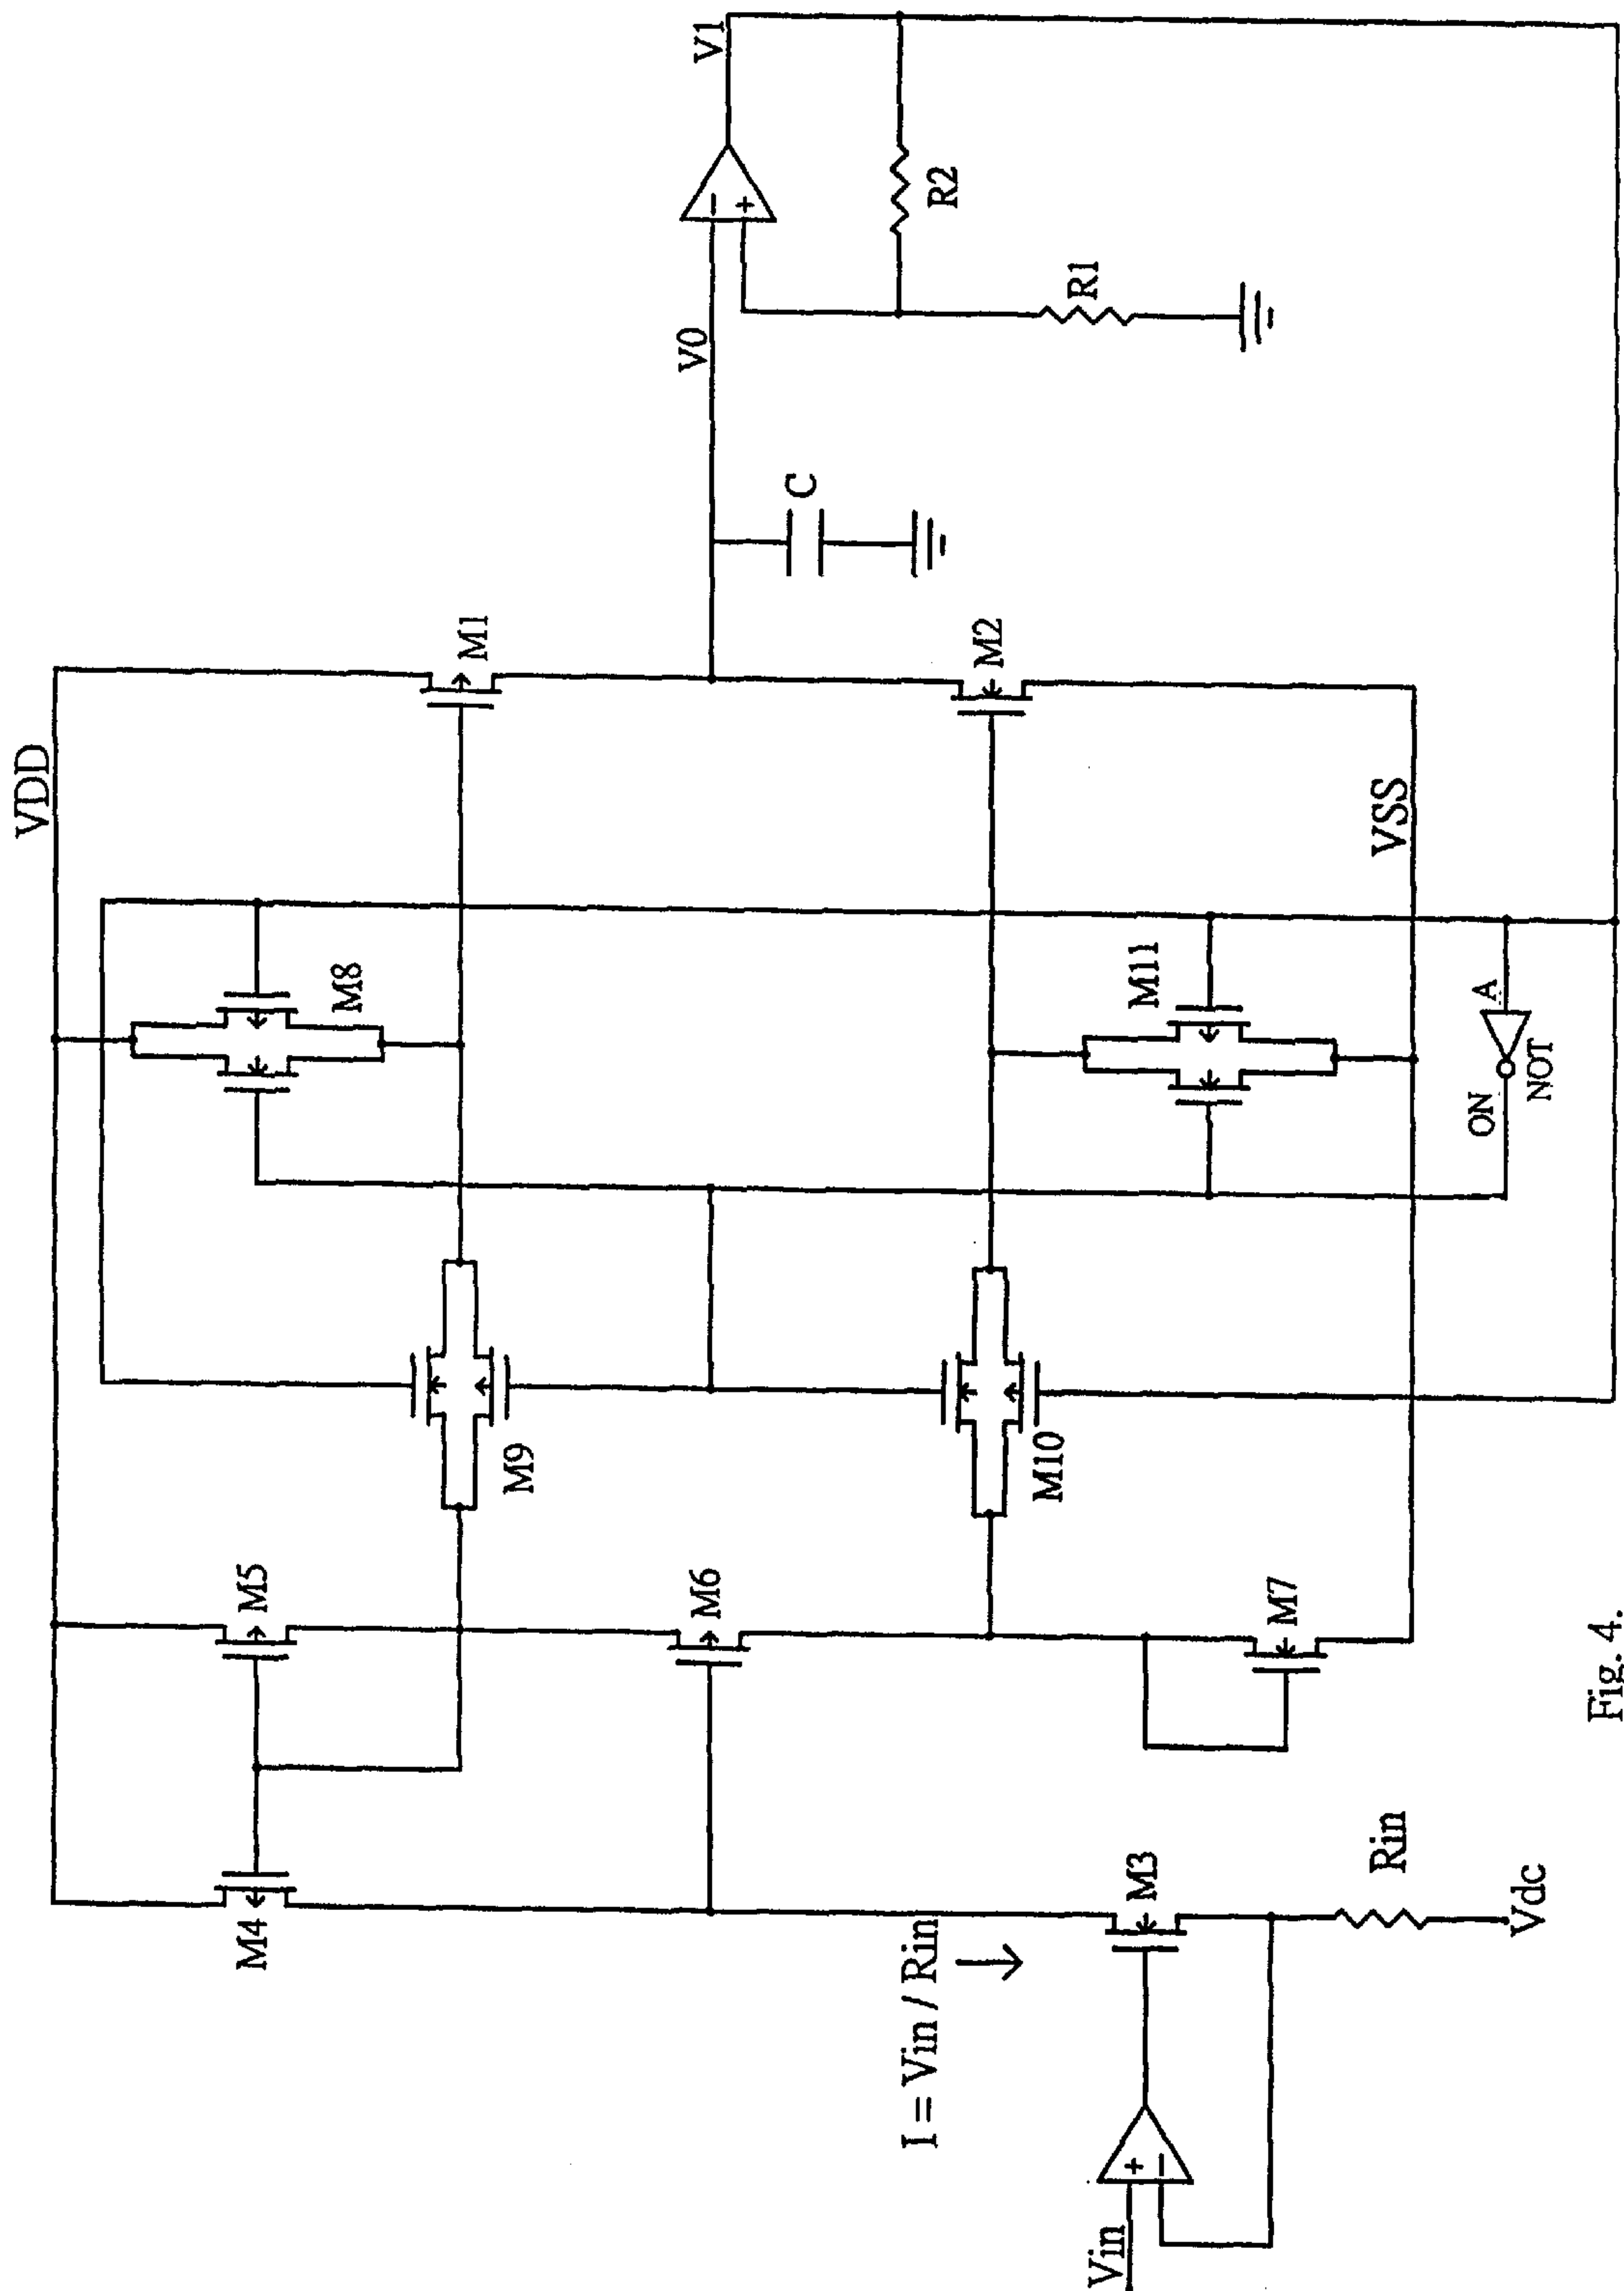 VDD
M4
M5
M8
M9
M1
V1
V0
M6
C
R2
I = Vin / Rin
M10
M2
R1
Vin
+
−
M3
M7
M11
VSS
−
+
Rin
Vdc
A
ON
NOT
Fig. 4.